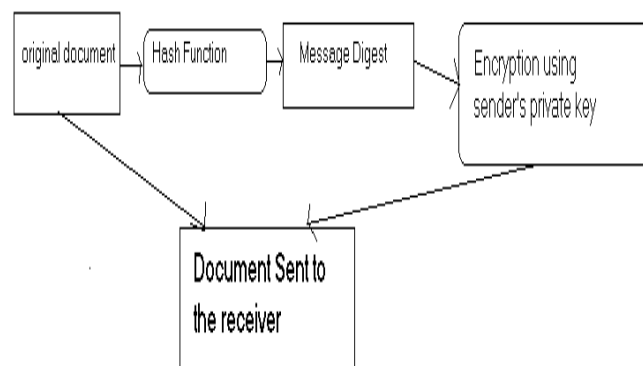 original document
Hash Function
Message Digest
Encryption using
sender's private key
Document Sent to
the receiver